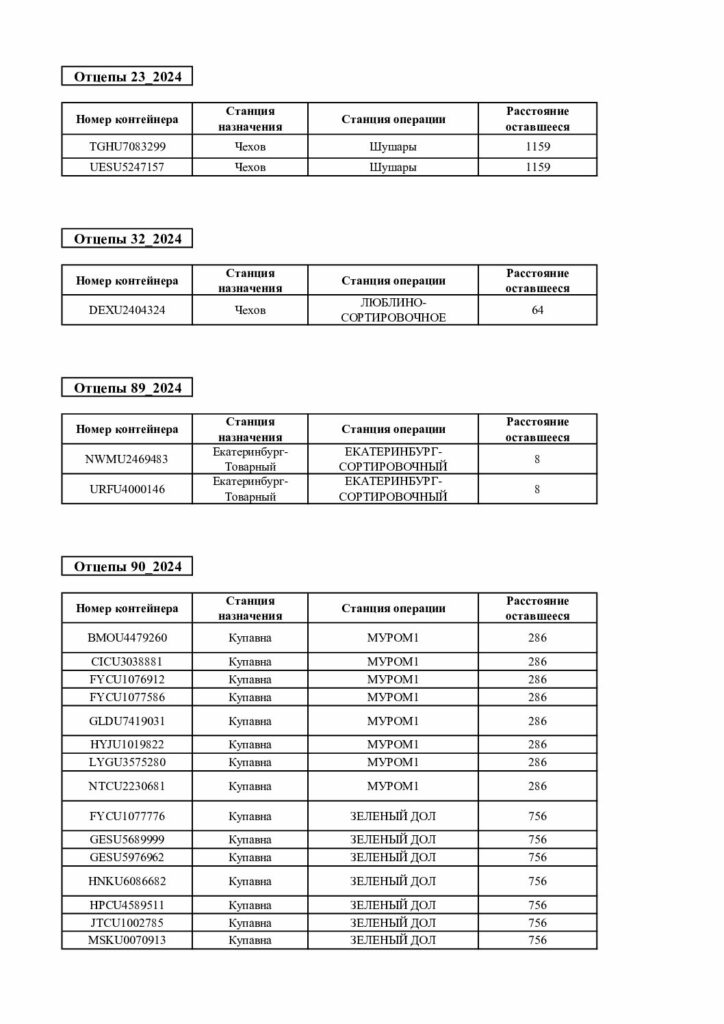 Отцепы 23_2024
Номер контейнера Станция назначения Станция операции Расстояние оставшееся
TGHU7083299 Чехов Шушары 1159
UESU5247157 Чехов Шушары 1159
Отцепы 32_2024
Номер контейнера Станция назначения Станция операции Расстояние оставшееся
DEXU2404324 Чехов ЛЮБЛИНО-СОРТИРОВОЧНОЕ 64
Отцепы 89_2024
Номер контейнера Станция назначения Станция операции Расстояние оставшееся
NWMU2469483 Екатеринбург-Товарный ЕКАТЕРИНБУРГ-СОРТИРОВОЧНЫЙ 8
URFU4000146 Екатеринбург-Товарный ЕКАТЕРИНБУРГ-СОРТИРОВОЧНЫЙ 8
Отцепы 90_2024
Номер контейнера Станция назначения Станция операции Расстояние оставшееся
BMOU4479260 Купавна МУРОМ1 286
CICU3038881 Купавна МУРОМ1 286
FYCU1076912 Купавна МУРОМ1 286
FYCU1077586 Купавна МУРОМ1 286
GLDU7419031 Купавна МУРОМ1 286
HYJU1019822 Купавна МУРОМ1 286
LYGU3575280 Купавна МУРОМ1 286
NTCU2230681 Купавна МУРОМ1 286
FYCU1077776 Купавна ЗЕЛЕНЫЙ ДОЛ 756
GESU5689999 Купавна ЗЕЛЕНЫЙ ДОЛ 756
GESU5976962 Купавна ЗЕЛЕНЫЙ ДОЛ 756
HNKU6086682 Купавна ЗЕЛЕНЫЙ ДОЛ 756
HPCU4589511 Купавна ЗЕЛЕНЫЙ ДОЛ 756
JTCU1002785 Купавна ЗЕЛЕНЫЙ ДОЛ 756
MSKU0070913 Купавна ЗЕЛЕНЫЙ ДОЛ 756